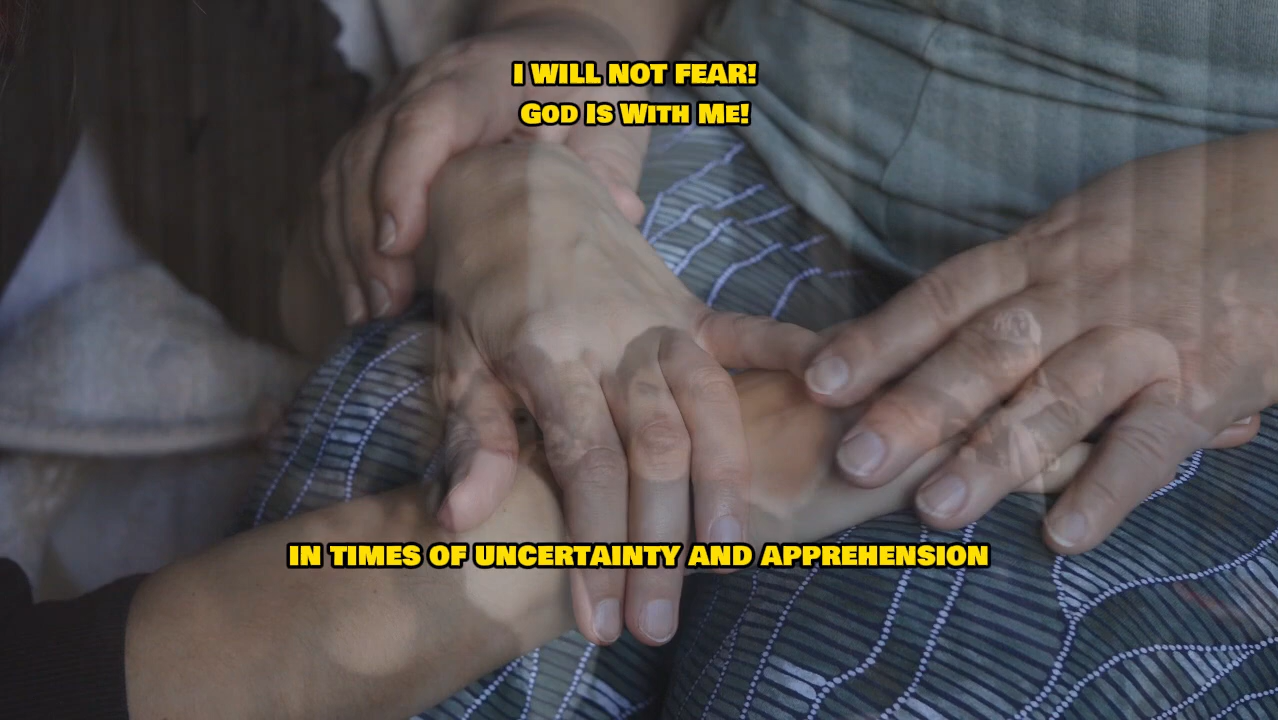 I WILL NOT FEAR!
God Is With Me!
IN TIMES OF UNCERTAINTY AND APPREHENSION